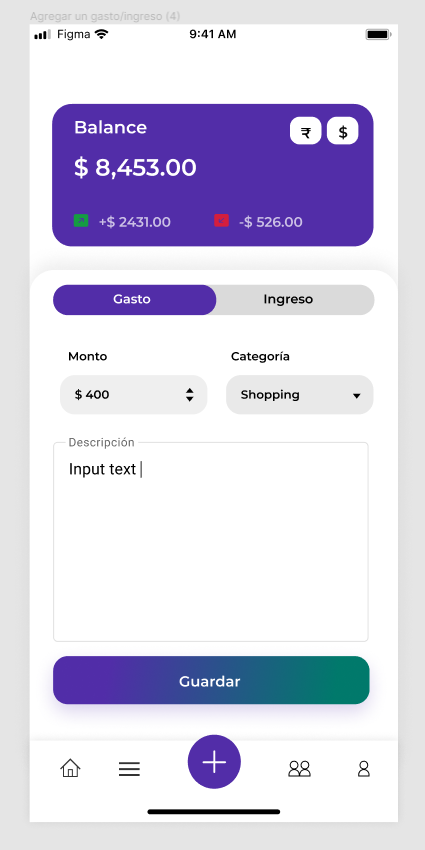 Agregar un gasto/ingreso (4)
Figma 9:41 AM
Balance ₹ $
$ 8,453.00
+$ 2431.00 -$ 526.00
Gasto Ingreso
Monto Categoría
$ 400 Shopping
Descripción
Input text
Guardar